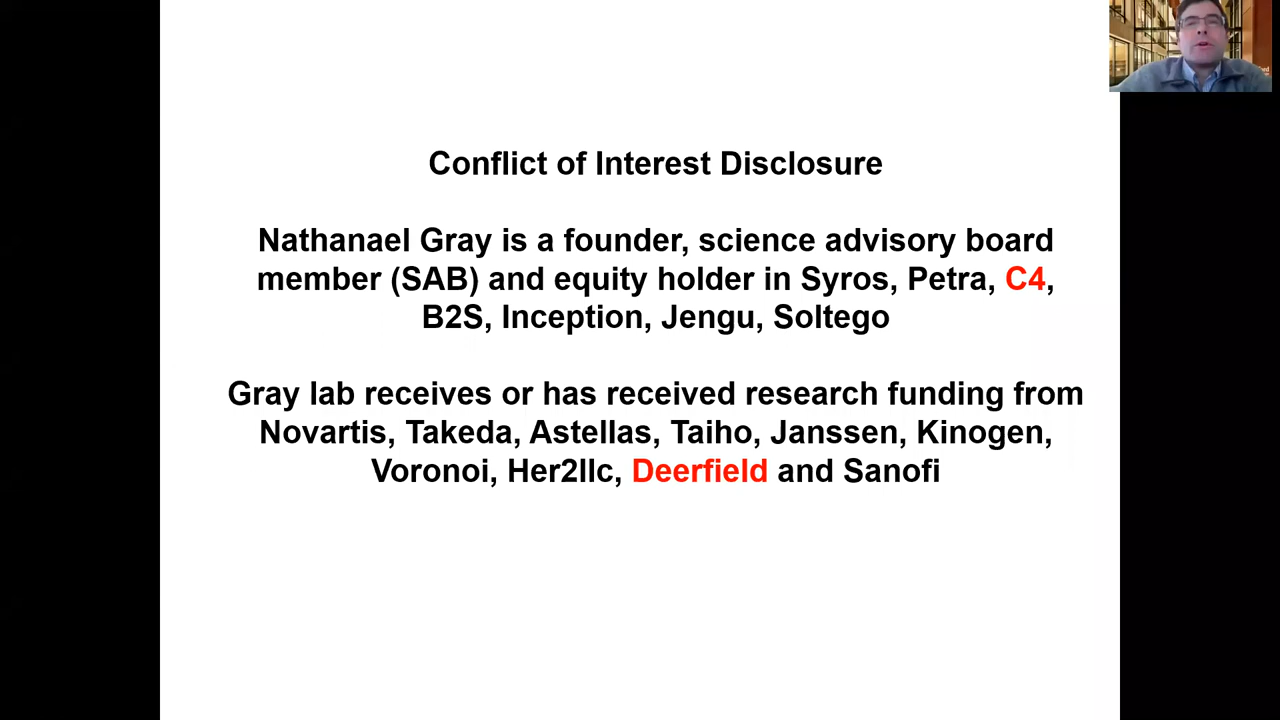 Conflict of Interest Disclosure
Nathanael Gray is a founder, science advisory board
member (SAB) and equity holder in Syros, Petra, C4,
B2S, Inception, Jengu, Soltego
Gray lab receives or has received research funding from
Novartis, Takeda, Astellas, Taiho, Janssen, Kinogen,
Voronoi, Her2llc, Deerfield and Sanofi